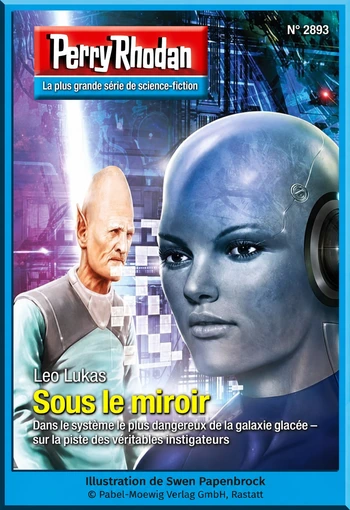 Perry Rhodan
N° 2893
La plus grande série de science-fiction
Leo Lukas
Sous le miroir
Dans le système le plus dangereux de la galaxie glacée –
sur la piste des véritables instigateurs
Illustration de Swen Papenbrock
© Pabel-Moewig Verlag GmbH, Rastatt